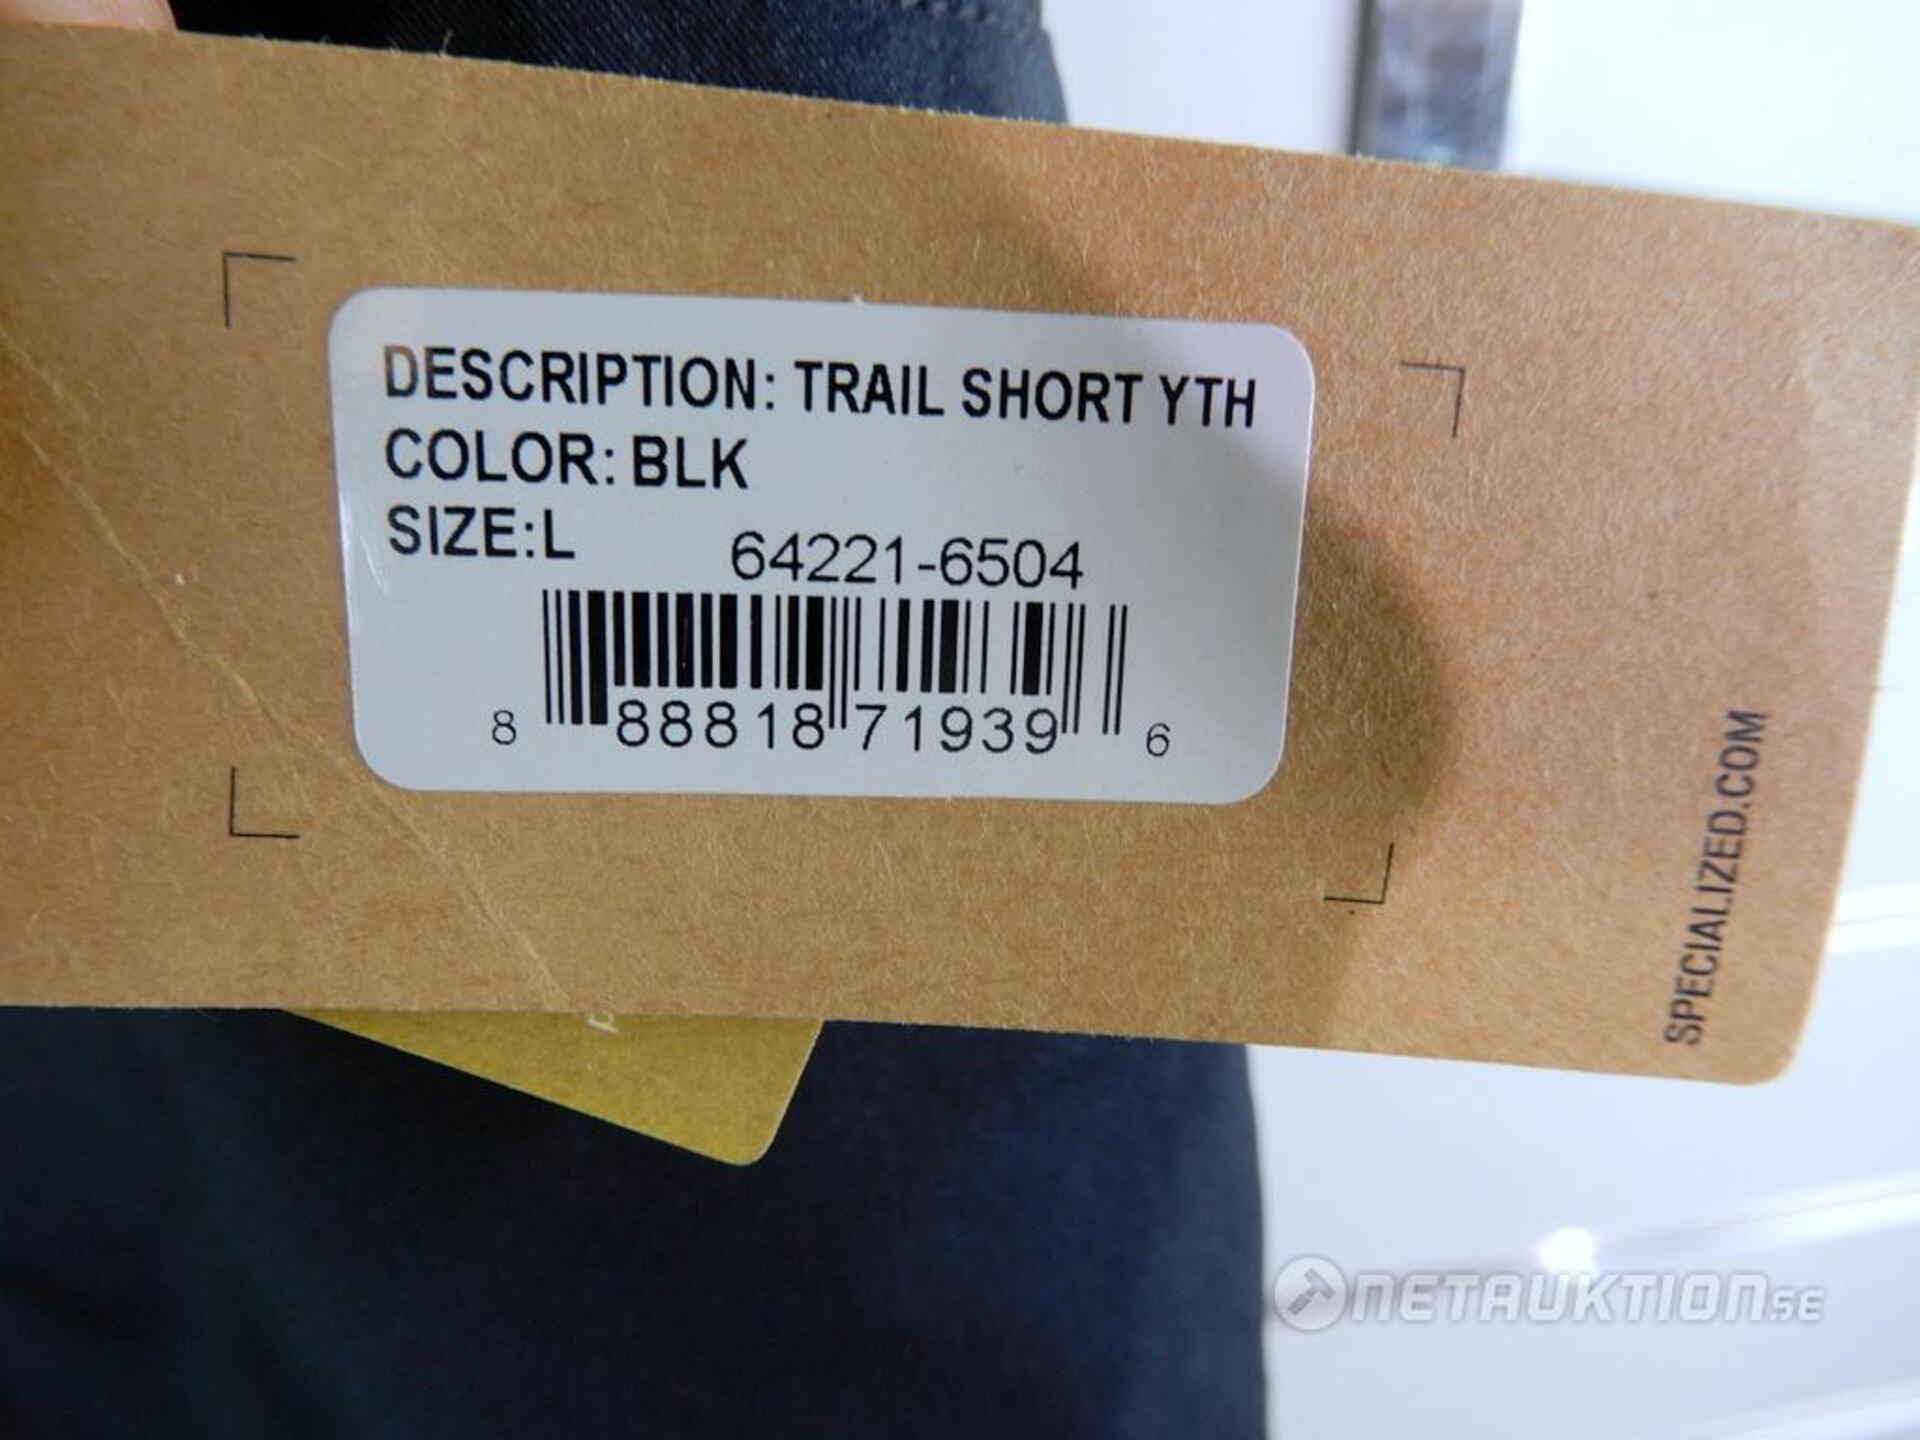 DESCRIPTION: TRAIL SHORT YTH
COLOR: BLK
SIZE:L
64221-6504
8 88818 71939 6
SPECIALIZED.COM
NETAUKTION.SE